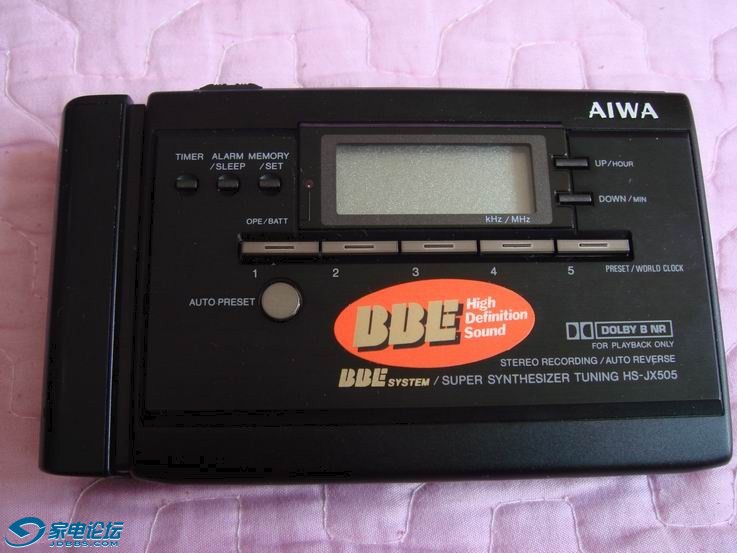 AIWA
TIMER ALARM/SLEEP MEMORY/SET
UP/HOUR
DOWN/MIN
OPE/BATT
kHz/MHz
1 2 3 4 5 PRESET/WORLD CLOCK
AUTO PRESET
BBE High Definition Sound
DOLBY B NR
FOR PLAYBACK ONLY
STEREO RECORDING/AUTO REVERSE
BBE SYSTEM / SUPER SYNTHESIZER TUNING HS-JX505
家电论坛
JDBBS.COM